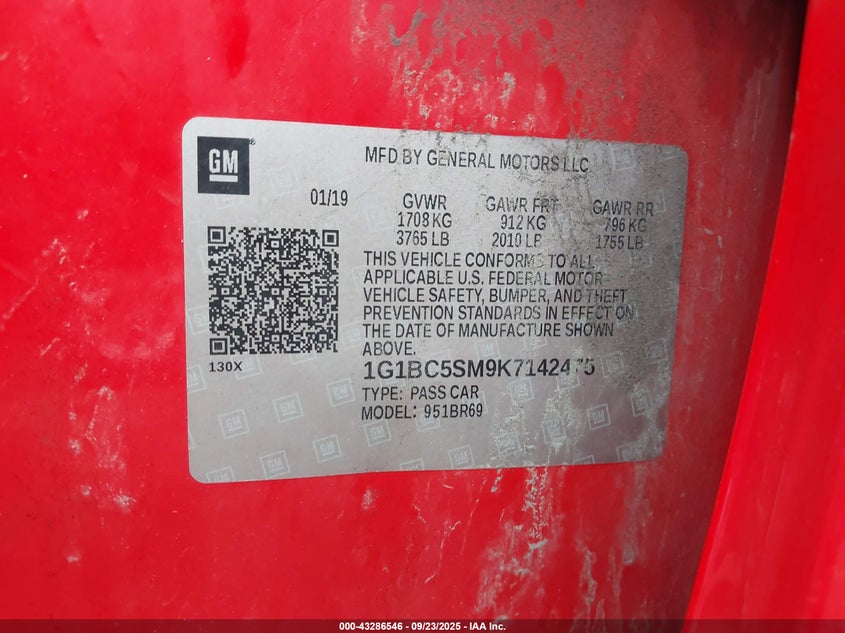 GM
MFD BY GENERAL MOTORS LLC
01/19 GVWR GAWR FRT GAWR RR
1708 KG 912 KG 796 KG
3765 LB 2010 LB 1755 LB
THIS VEHICLE CONFORMS TO ALL
APPLICABLE U.S. FEDERAL MOTOR
VEHICLE SAFETY, BUMPER, AND THEFT
PREVENTION STANDARDS IN EFFECT ON
THE DATE OF MANUFACTURE SHOWN
ABOVE.
130X
1G1BC5SM9K7142475
TYPE: PASS CAR
MODEL: 951BR69
000-43286546 - 09/23/2025 - IAA Inc.